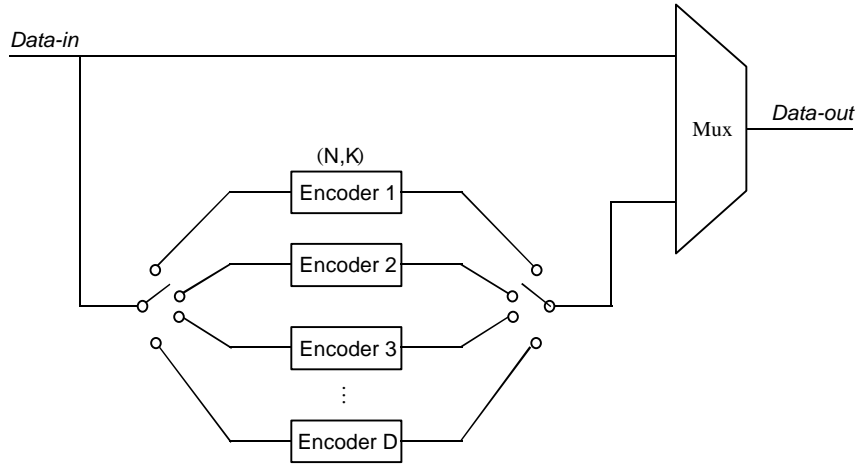 Data-in
Mux
Data-out
(N,K)
Encoder 1
Encoder 2
Encoder 3
⋮
Encoder D